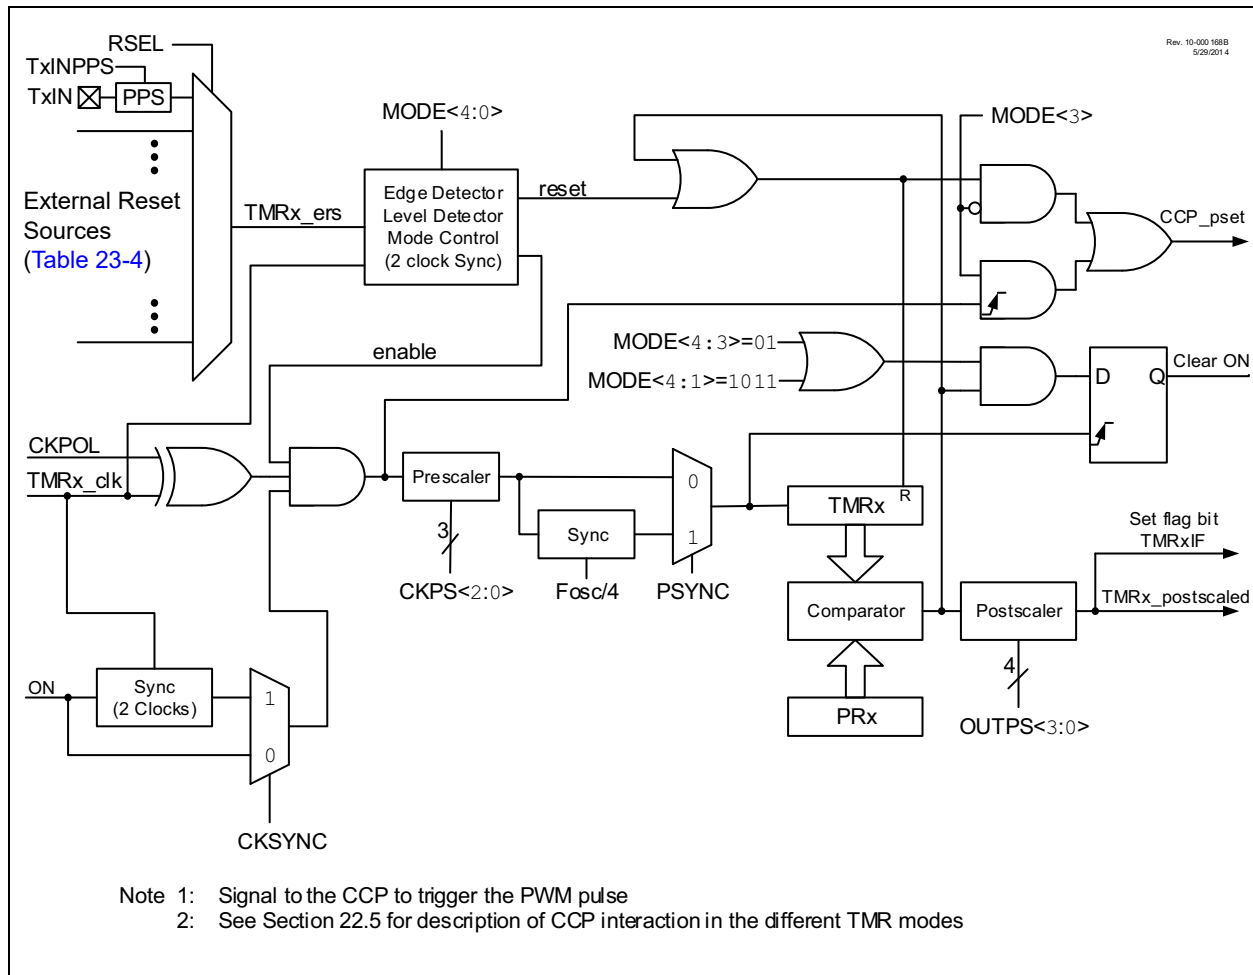 Rev. 10-000 168B
5/29/201 4
RSEL
TxINPPS
TxIN
PPS
MODE<4:0>
MODE<3>
External Reset
Sources
(Table 23-4)
TMRx_ers
Edge Detector
Level Detector
Mode Control
(2 clock Sync)
reset
CCP_pset
enable
MODE<4:3>=01
MODE<4:1>=1011
D
Q
Clear ON
CKPOL
TMRx_clk
Prescaler
0
1
Sync
3
CKPS<2:0>
Fosc/4
PSYNC
TMRx
R
Set flag bit
TMRxIF
Comparator
Postscaler
TMRx_postscaled
4
PRx
OUTPS<3:0>
ON
Sync
(2 Clocks)
1
0
CKSYNC
Note 1: Signal to the CCP to trigger the PWM pulse
2: See Section 22.5 for description of CCP interaction in the different TMR modes